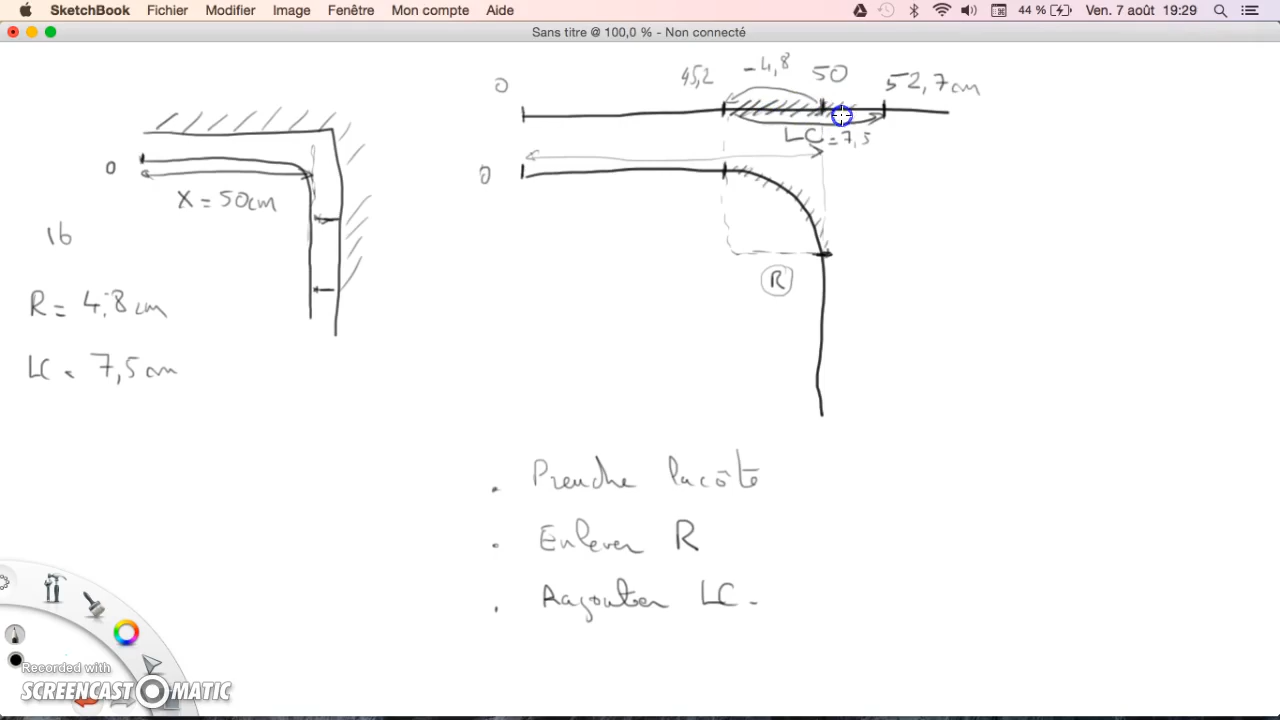 SketchBook Fichier Modifier Image Fenêtre Mon compte Aide 44 % Ven. 7 août 19:29
Sans titre @ 100,0 % - Non connecté
0 45,2 -4,8 50 52,7cm
LC = 7,5
0
X = 50cm
0
16
R = 4,8 cm
LC = 7,5 cm
R
. Prendre la côte
. Enlever R
. Rajouter LC.
Recorded with
SCREENCAST MATIC